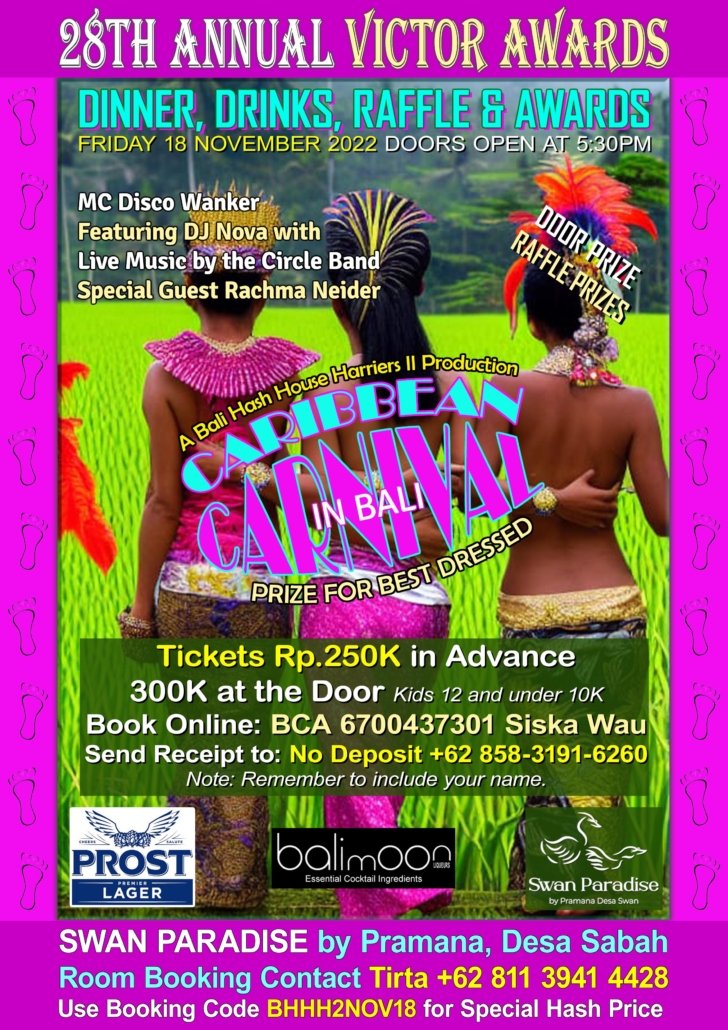 28TH ANNUAL VICTOR AWARDS
DINNER, DRINKS, RAFFLE & AWARDS
FRIDAY 18 NOVEMBER 2022 DOORS OPEN AT 5:30PM
MC Disco Wanker
Featuring DJ Nova with
Live Music by the Circle Band
Special Guest Rachma Neider
DOOR PRIZE
RAFFLE PRIZES
A Bali Hash House Harriers II Production
CARIBBEAN
CARNIVAL
IN BALI
PRIZE FOR BEST DRESSED
Tickets Rp.250K in Advance
300K at the Door Kids 12 and under 10K
Book Online: BCA 6700437301 Siska Wau
Send Receipt to: No Deposit +62 858-3191-6260
Note: Remember to include your name.
CHEERS SALUTE
PROST
PREMIER
LAGER
balimoon LIQUEURS
Essential Cocktail Ingredients
Swan Paradise
by Pramana Desa Swan
SWAN PARADISE by Pramana, Desa Sabah
Room Booking Contact Tirta +62 811 3941 4428
Use Booking Code BHHH2NOV18 for Special Hash Price